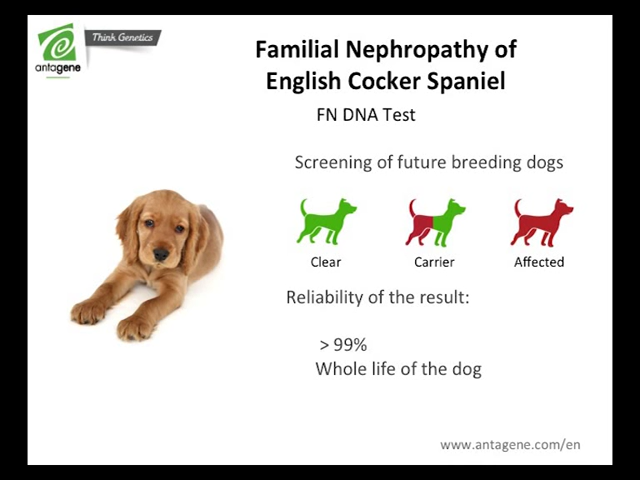 Think Genetics
antagene
Familial Nephropathy of
English Cocker Spaniel
FN DNA Test
Screening of future breeding dogs
Clear Carrier Affected
Reliability of the result:
> 99%
Whole life of the dog
www.antagene.com/en